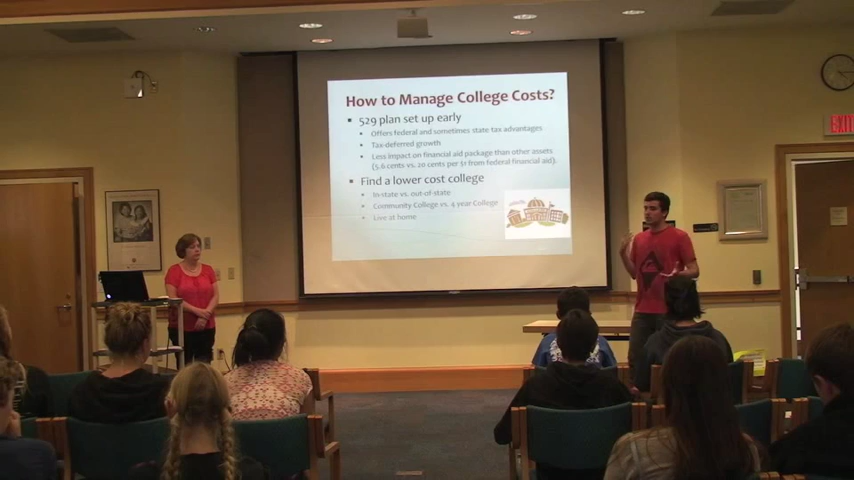 How to Manage College Costs?
529 plan set up early
Offers federal and sometimes state tax advantages
Tax-deferred growth
Less impact on financial aid package than other assets
(5.6 cents vs. 20 cents per $1 from federal financial aid).
Find a lower cost college
In-state vs. out-of-state
Community College vs. 4 year College
Live at home
EXIT